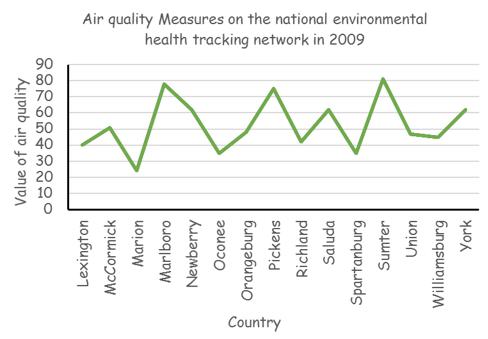 Air quality Measures on the national environmental
health tracking network in 2009
Value of air quality
90
80
70
60
50
40
30
20
10
0
Lexington
McCormick
Marion
Marlboro
Newberry
Oconee
Orangeburg
Pickens
Richland
Saluda
Spartanburg
Sumter
Union
Williamsburg
York
Country